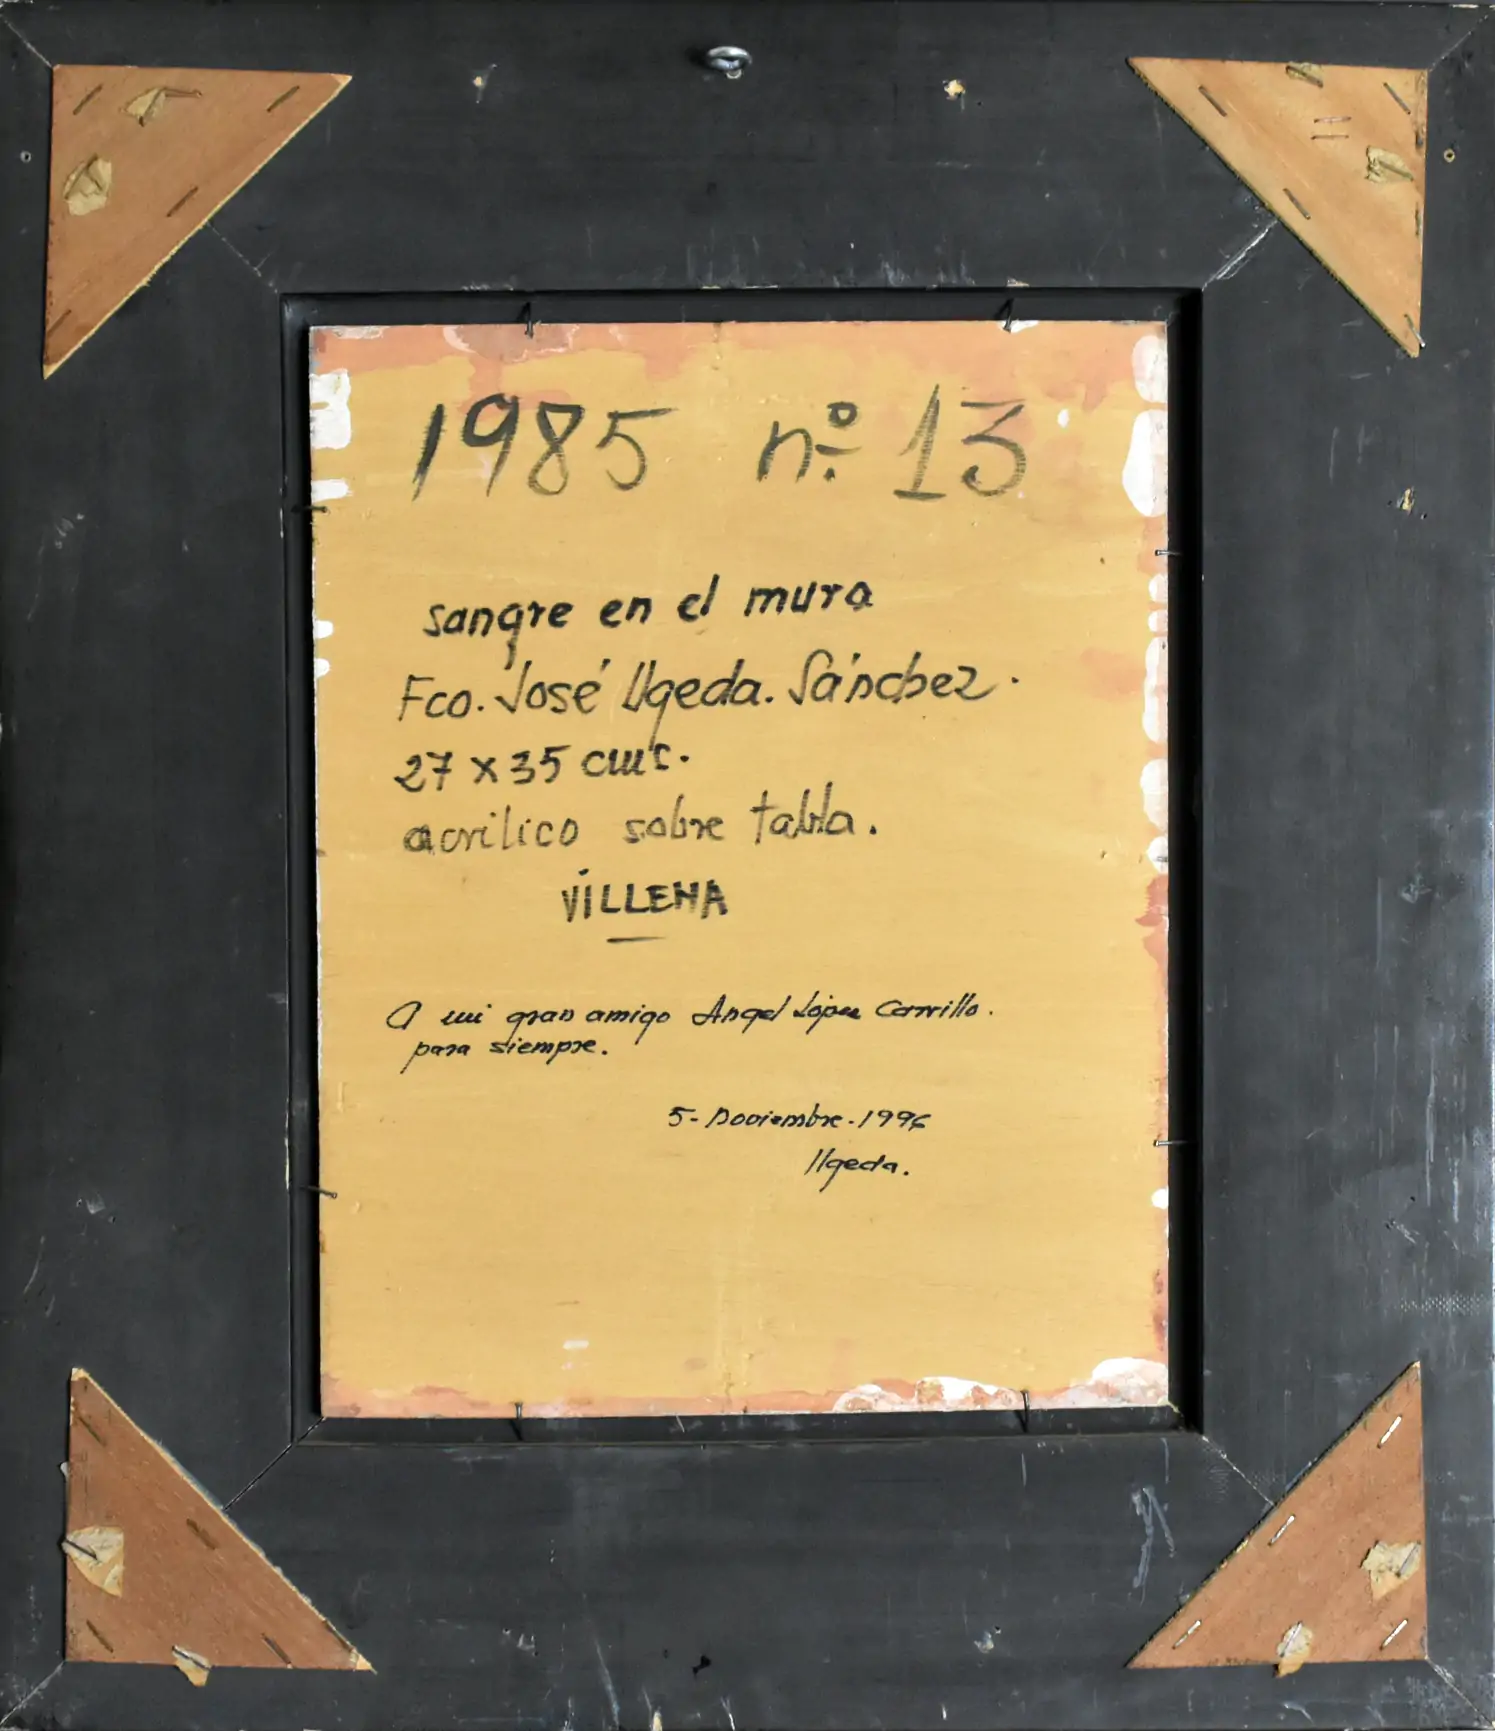 1985 nº 13
sangre en el mura
Fco. José Ugeda. Sánchez.
27 x 35 cms.
acrilico sobre tabla.
VILLENA
A mi gran amigo Angel López Carrillo.
para siempre.
5-Noviembre-1996
Ugeda.